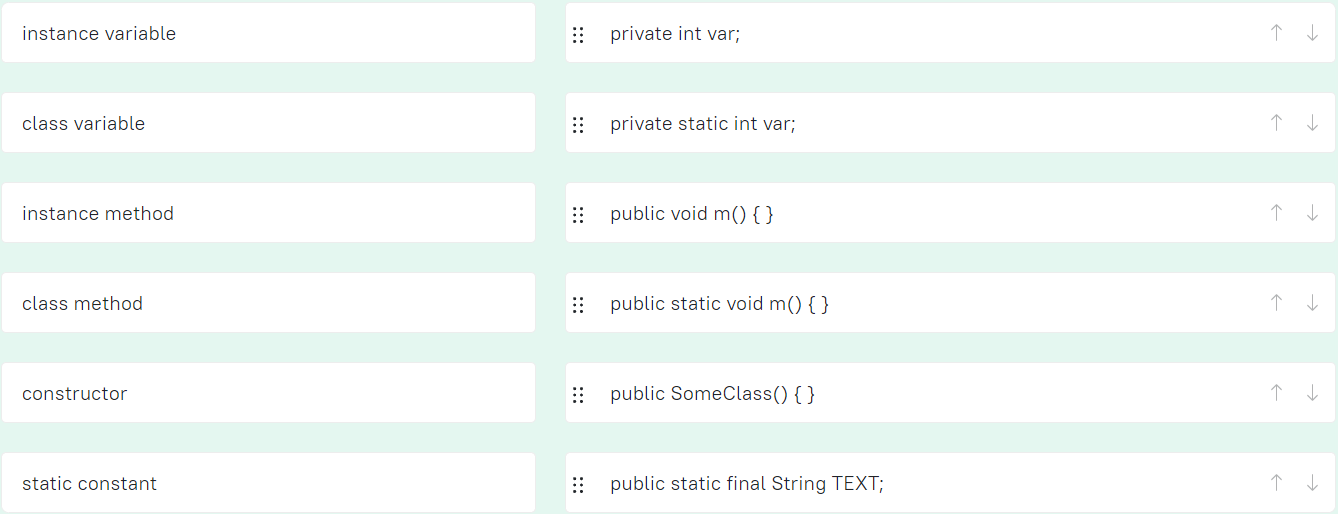 instance variable
private int var;
class variable
private static int var;
instance method
public void m() { }
class method
public static void m() { }
constructor
public SomeClass() { }
static constant
public static final String TEXT;